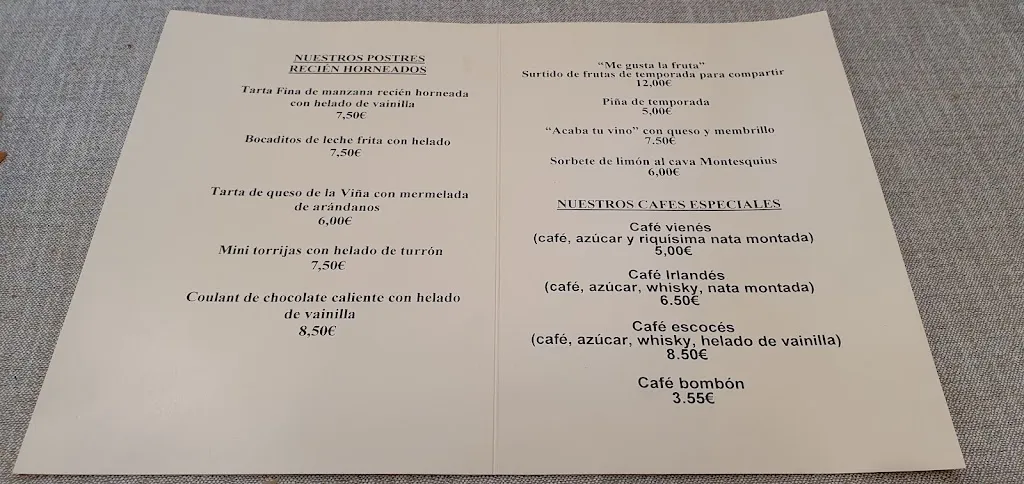 NUESTROS POSTRES
RECIÉN HORNEADOS
Tarta Fina de manzana recién horneada
con helado de vainilla
7,50€
Bocaditos de leche frita con helado
7,50€
Tarta de queso de la Viña con mermelada
de arándanos
6,00€
Mini torrijas con helado de turrón
7,50€
Coulant de chocolate caliente con helado
de vainilla
8,50€
“Me gusta la fruta”
Surtido de frutas de temporada para compartir
12,00€
Piña de temporada
5,00€
“Acaba tu vino” con queso y membrillo
7.50€
Sorbete de limón al cava Montesquius
6,00€
NUESTROS CAFES ESPECIALES
Café vienés
(café, azúcar y riquísima nata montada)
5,00€
Café Irlandés
(café, azúcar, whisky, nata montada)
6.50€
Café escocés
(café, azúcar, whisky, helado de vainilla)
8.50€
Café bombón
3.55€